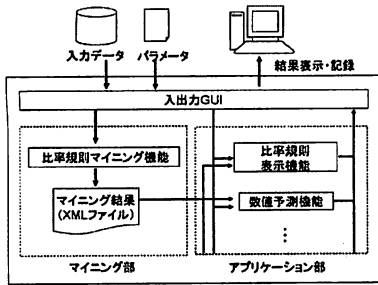 入力データ
パラメータ
結果表示・記録
入出力GUI
比率規則マイニング機能
マイニング結果
(XMLファイル)
マイニング部
比率規則
表示機能
数値予測機能
⋮
アプリケーション部